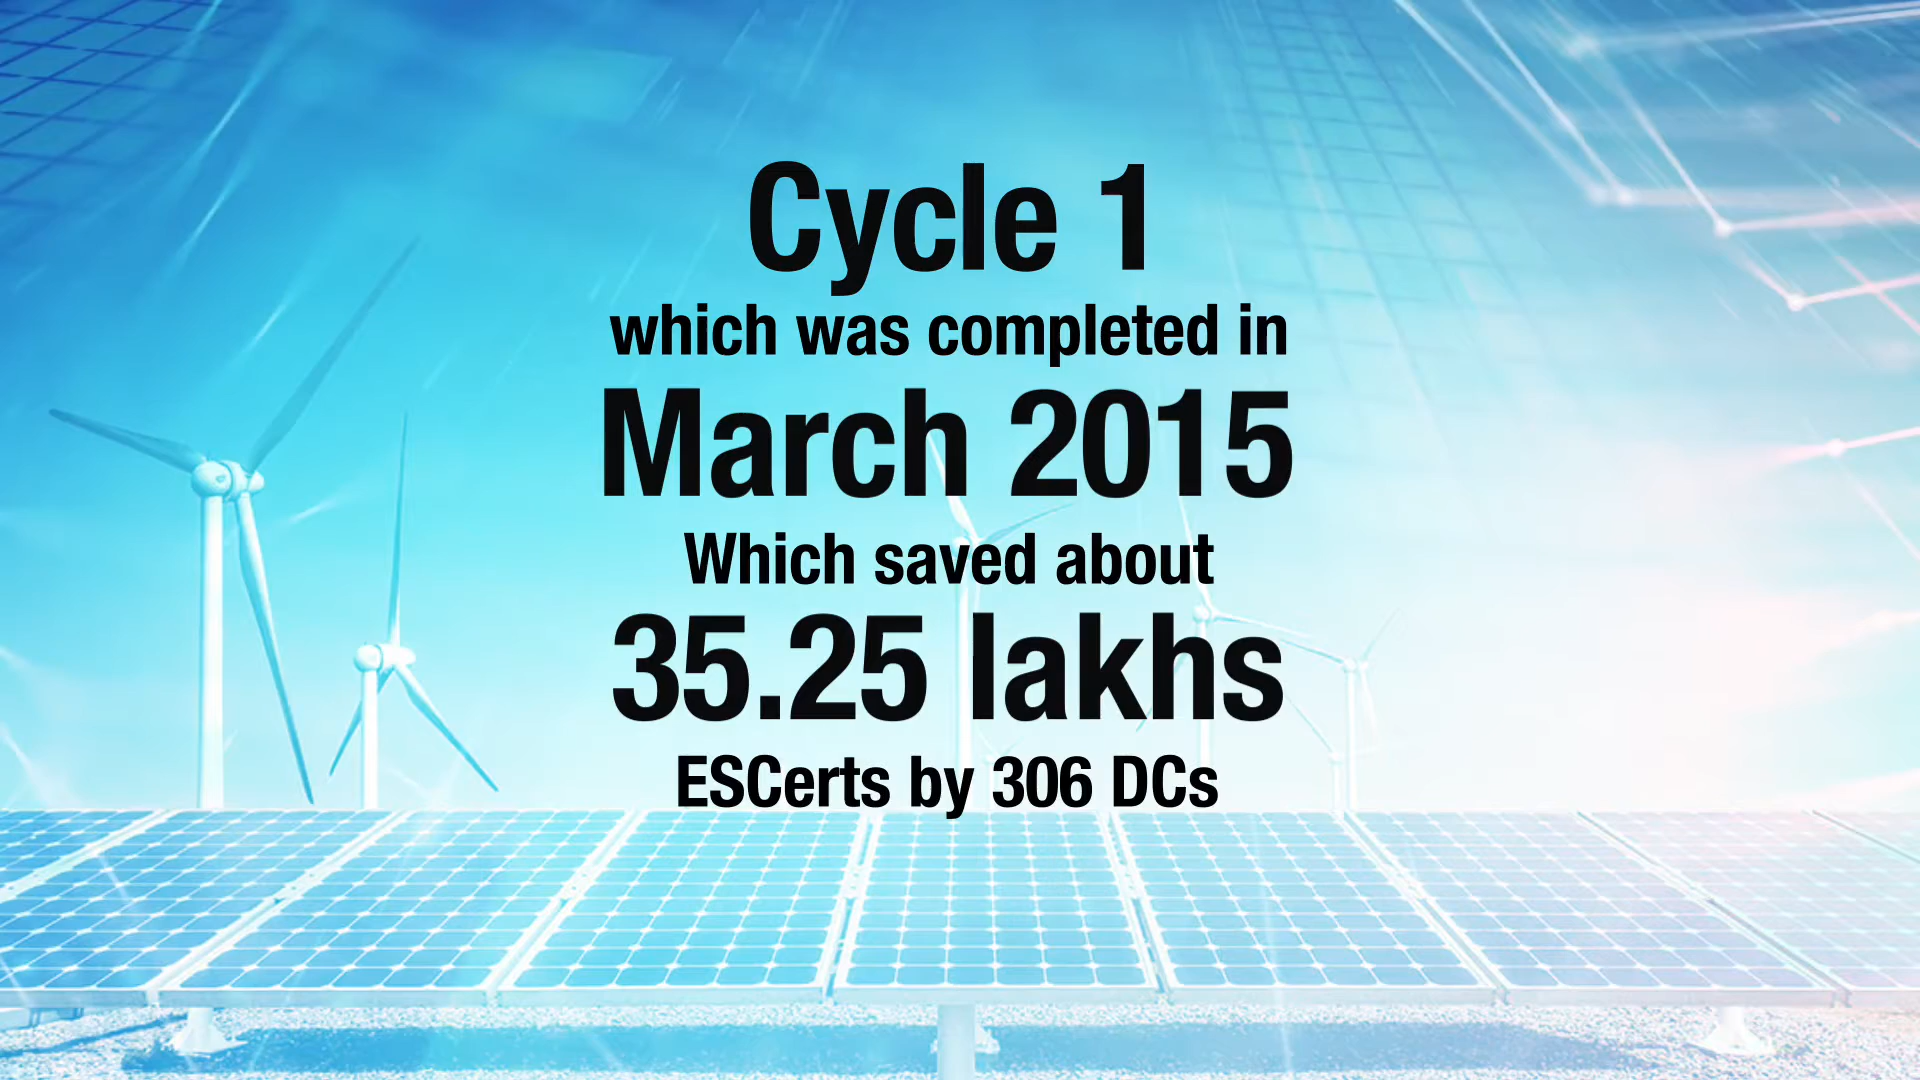 Cycle 1
which was completed in
March 2015
Which saved about
35.25 lakhs
ESCerts by 306 DCs